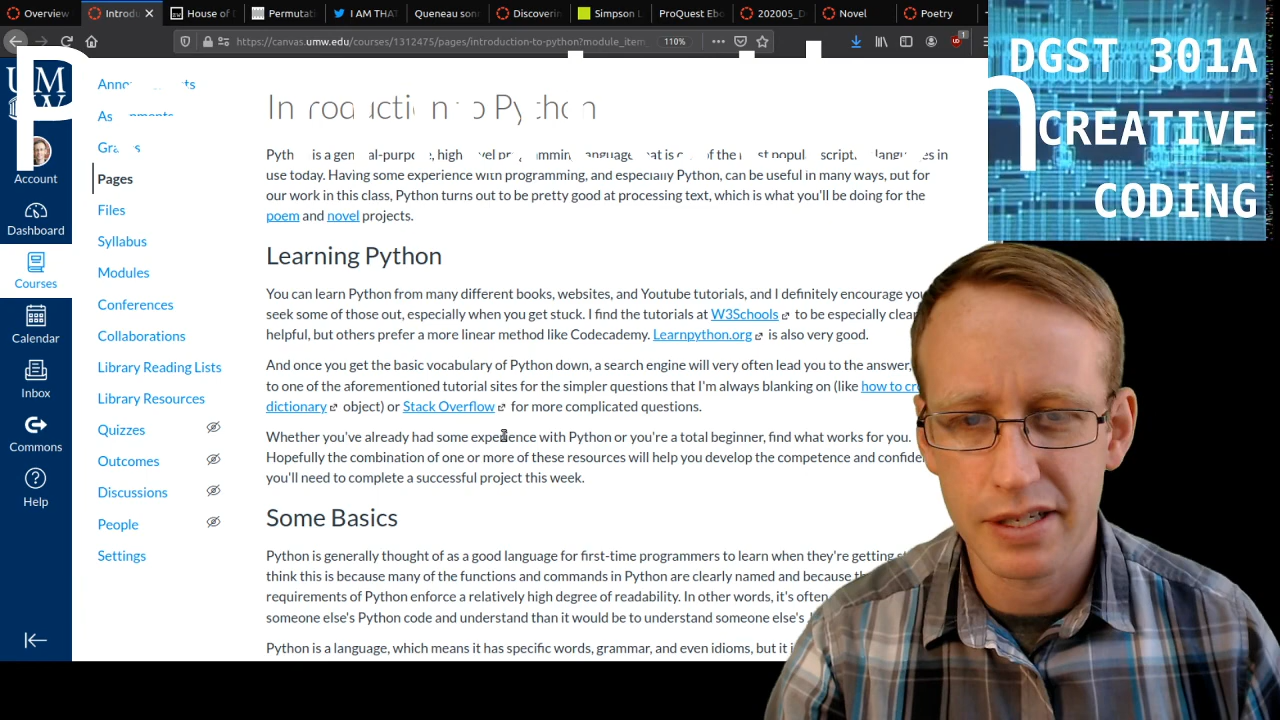 Overview
Introdu
House of
Permutati
I AM THAT
Queneau son
Discoverin
Simpson L
ProQuest Ebo
202005_D
Novel
Poetry
https://canvas.umw.edu/courses/1312475/pages/introduction-to-python?module_item_
110%
DGST 301A
CREATIVE
CODING
UMW
Account
Dashboard
Courses
Calendar
Inbox
Commons
Help
Pages
Files
Syllabus
Modules
Conferences
Collaborations
Library Reading Lists
Library Resources
Quizzes
Outcomes
Discussions
People
Settings
Introduction to Python
is a general-purpose, high of the in
use today. Having some experience with programming, and especially Python, can be useful in many ways, but for
our work in this class, Python turns out to be pretty good at processing text, which is what you'll be doing for the
poem and novel projects.
Learning Python
You can learn Python from many different books, websites, and Youtube tutorials, and I definitely encourage you
seek some of those out, especially when you get stuck. I find the tutorials at W3Schools to be especially clear
helpful, but others prefer a more linear method like Codecademy. Learnpython.org is also very good.
And once you get the basic vocabulary of Python down, a search engine will very often lead you to the answer,
to one of the aforementioned tutorial sites for the simpler questions that I'm always blanking on (like how to cre
dictionary object) or Stack Overflow for more complicated questions.
Whether you've already had some experience with Python or you're a total beginner, find what works for you.
Hopefully the combination of one or more of these resources will help you develop the competence and confide
you'll need to complete a successful project this week.
Some Basics
Python is generally thought of as a good language for first-time programmers to learn when they're getting
think this is because many of the functions and commands in Python are clearly named and because
requirements of Python enforce a relatively high degree of readability. In other words, it's often
someone else's Python code and understand than it would be to understand someone else's
Python is a language, which means it has specific words, grammar, and even idioms, but it